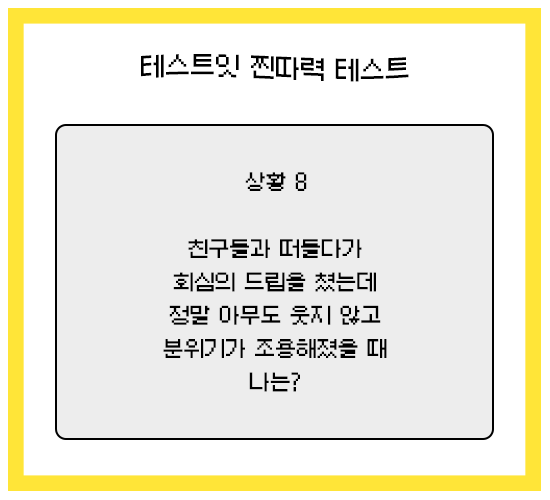 테스트잇 찐따력 테스트
상황 8
친구들과 떠들다가
회심의 드립을 쳤는데
정말 아무도 웃지 않고
분위기가 조용해졌을 때
나는?